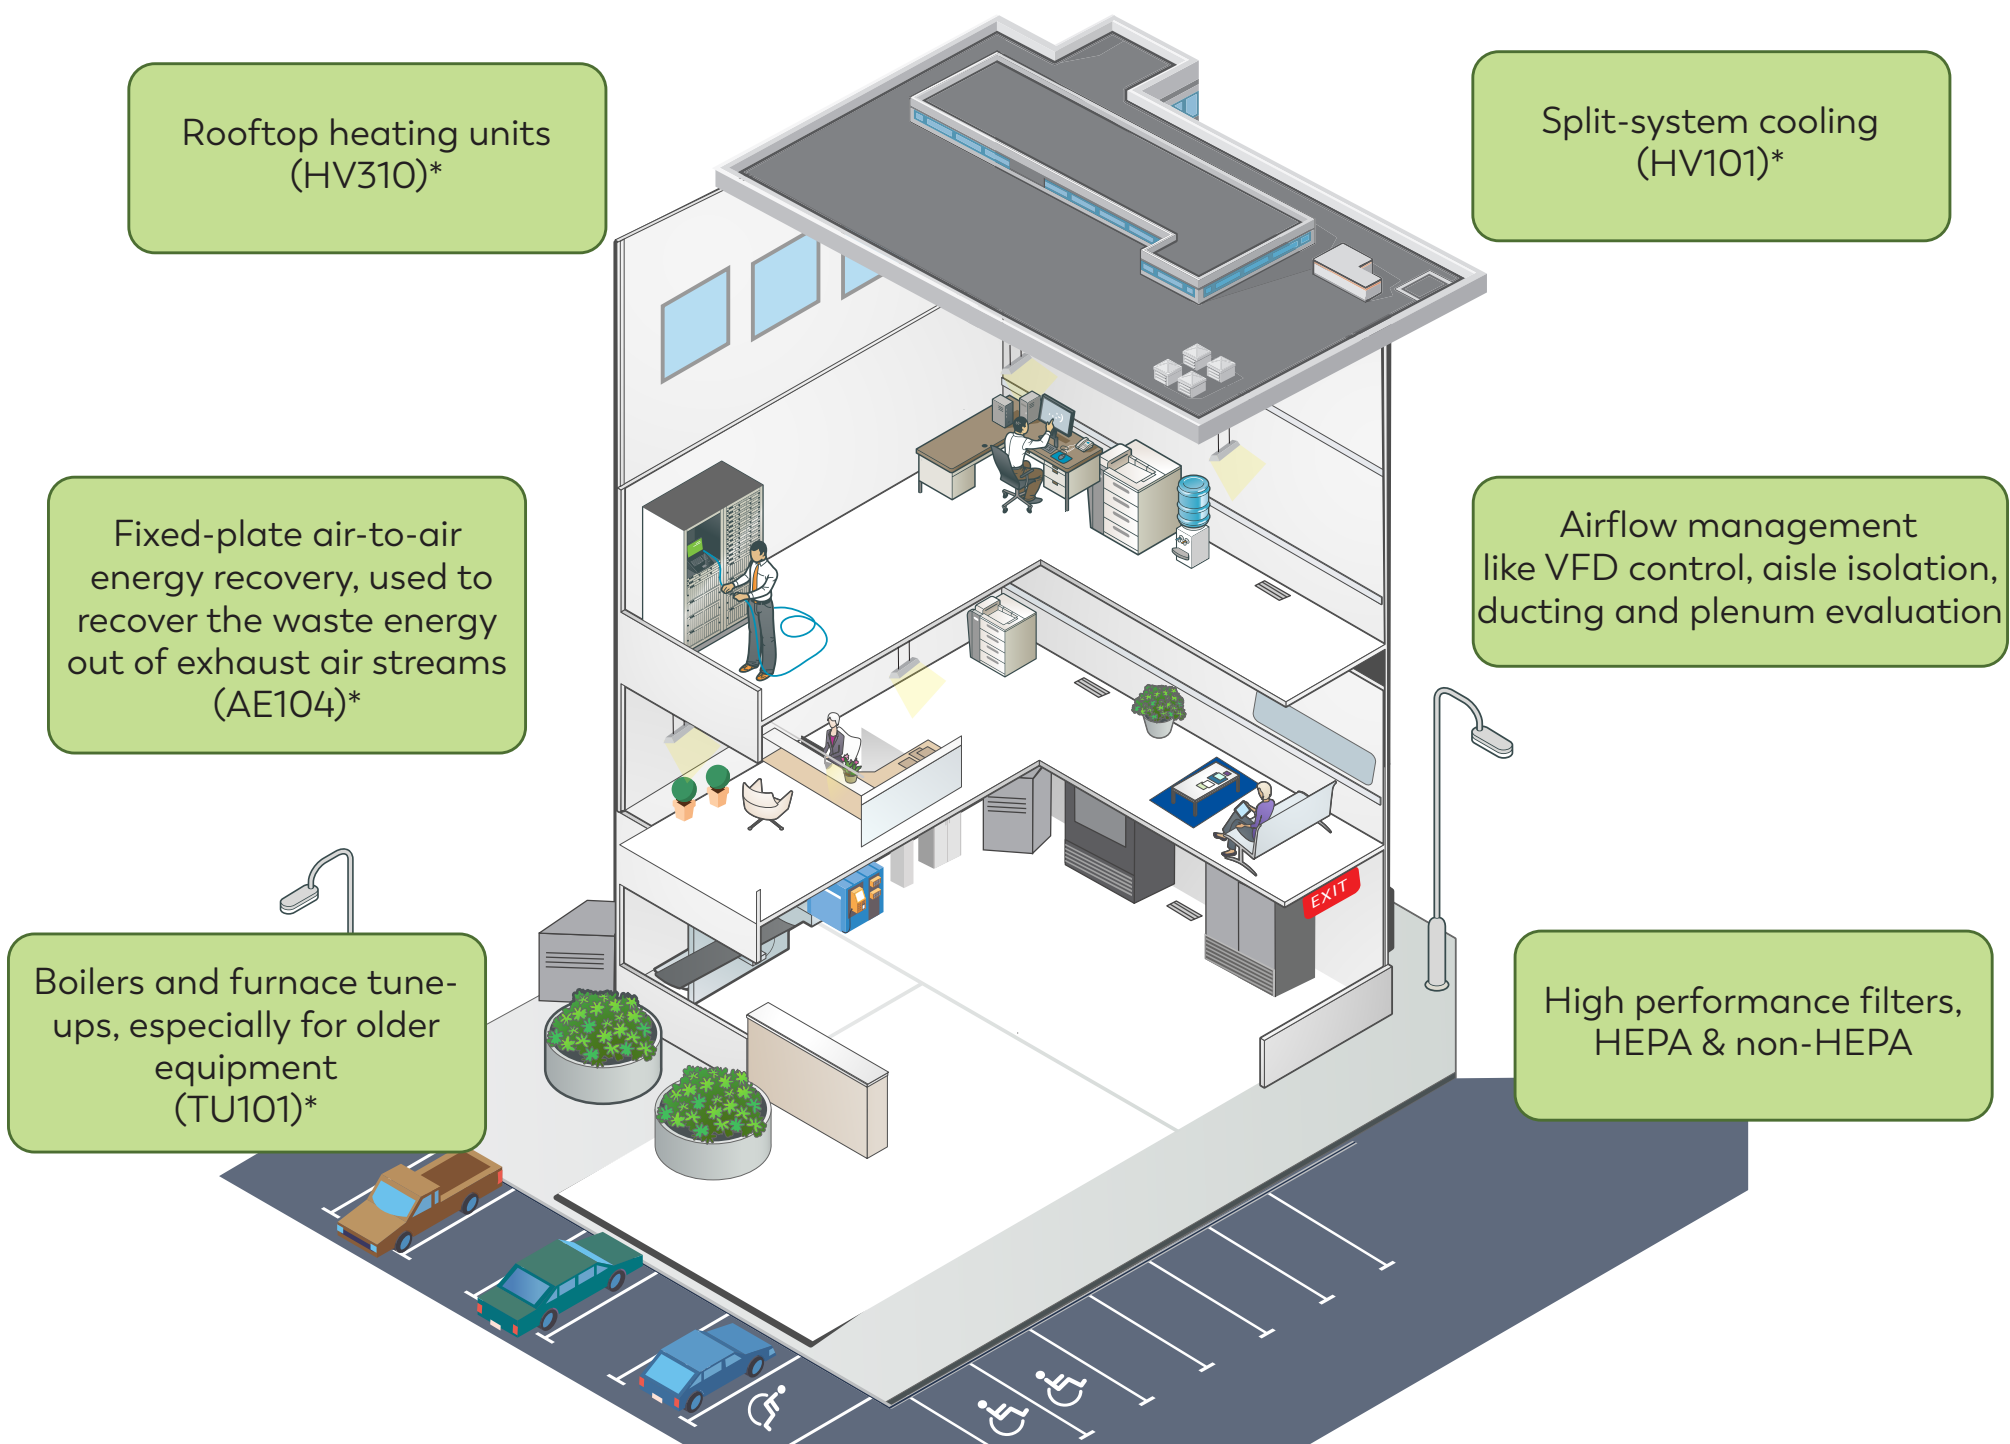 Rooftop heating units
(HV310)*
Split-system cooling
(HV101)*
Fixed-plate air-to-air
energy recovery, used to
recover the waste energy
out of exhaust air streams
(AE104)*
Airflow management
like VFD control, aisle isolation,
ducting and plenum evaluation
EXIT
Boilers and furnace tune-
ups, especially for older
equipment
(TU101)*
High performance filters,
HEPA & non-HEPA